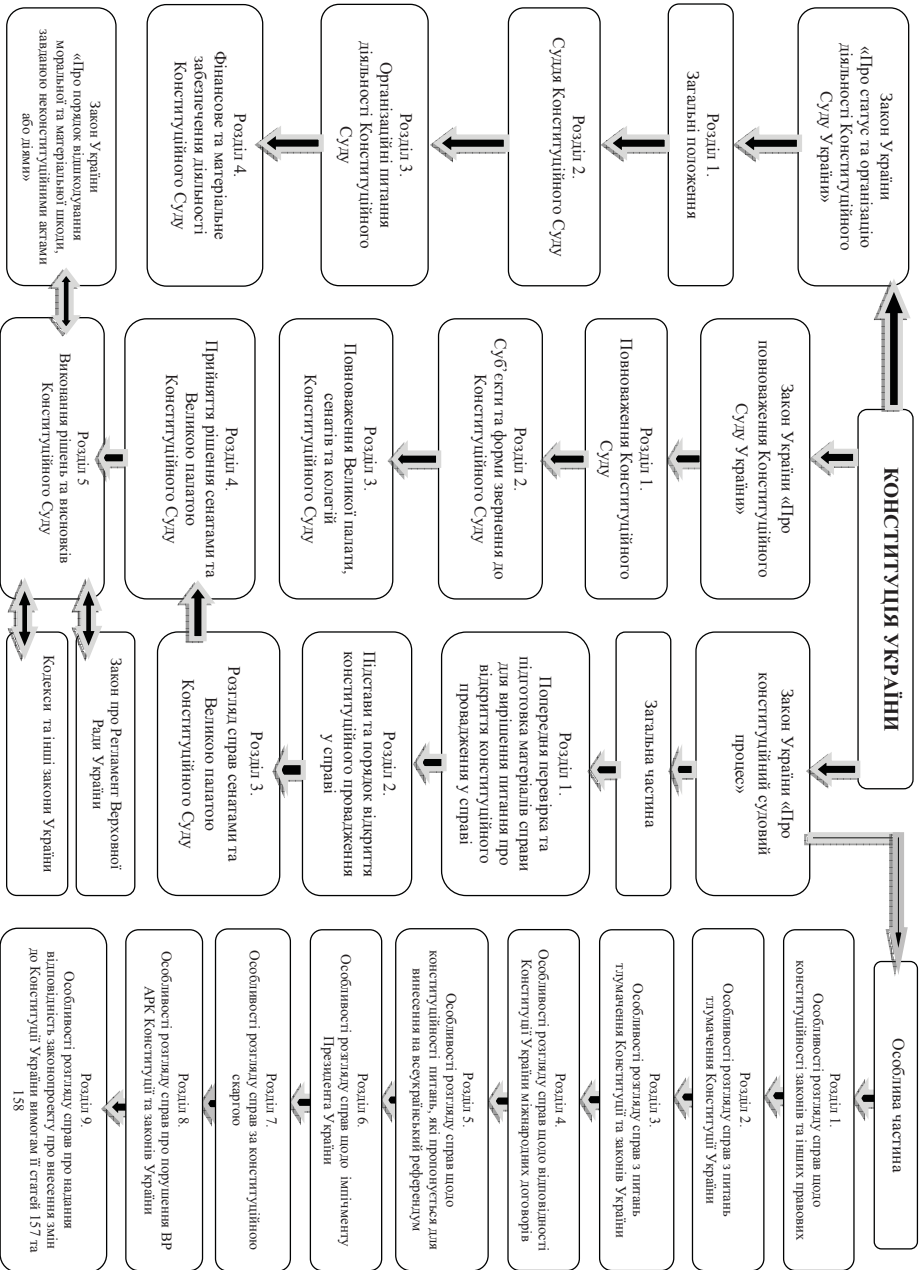 КОНСТИТУЦІЯ УКРАЇНИ
Закон України
«Про статус та організацію
діяльності Конституційного
Суду України»
Розділ 1.
Загальні положення
Розділ 2.
Суддя Конституційного Суду
Розділ 3.
Організаційні питання
діяльності Конституційного
Суду
Розділ 4.
Фінансове та матеріальне
забезпечення діяльності
Конституційного Суду
Закон України
«Про порядок відшкодування
моральної та матеріальної шкоди,
завданою неконституційними актами
або діями»
Закон України «Про
повноваження Конституційного
Суду України»
Розділ 1.
Повноваження Конституційного
Суду
Розділ 2.
Суб’єкти та форми звернення до
Конституційного Суду
Розділ 3.
Повноваження Великої палати,
сенатів та колегій
Конституційного Суду
Розділ 4.
Прийняття рішення сенатами та
Великою палатою
Конституційного Суду
Розділ 5
Виконання рішень та висновків
Конституційного Суду
Закон України «Про
конституційний судовий
процес»
Загальна частина
Розділ 1.
Попередня перевірка та
підготовка матеріалів справи
для вирішення питання про
відкриття конституційного
провадження у справі
Розділ 2.
Підстави та порядок відкриття
конституційного провадження
у справі
Розділ 3.
Розгляд справ сенатами та
Великою палатою
Конституційного Суду
Закон про Регламент Верховної
Ради України
Кодекси та інші закони України
Особлива частина
Розділ 1.
Особливості розгляду справ щодо
конституційності законів та інших правових
Розділ 2.
Особливості розгляду справ з питань
тлумачення Конституції України
Розділ 3.
Особливості розгляду справ з питань
тлумачення Конституції та законів України
Розділ 4.
Особливості розгляду справ щодо відповідності
Конституції України міжнародних договорів
Розділ 5.
Особливості розгляду справ щодо
конституційності питань, які пропонується для
винесення на всеукраїнський референдум
Розділ 6.
Особливості розгляду справ щодо імпічменту
Президента України
Розділ 7.
Особливості розгляду справ за конституційною
скаргою
Розділ 8.
Особливості розгляду справ про порушення ВР
АРК Конституції та законів України
Розділ 9.
Особливості розгляду справ про надання
відповідність законопроекту про внесення змін
до Конституції України вимогам її статей 157 та
158